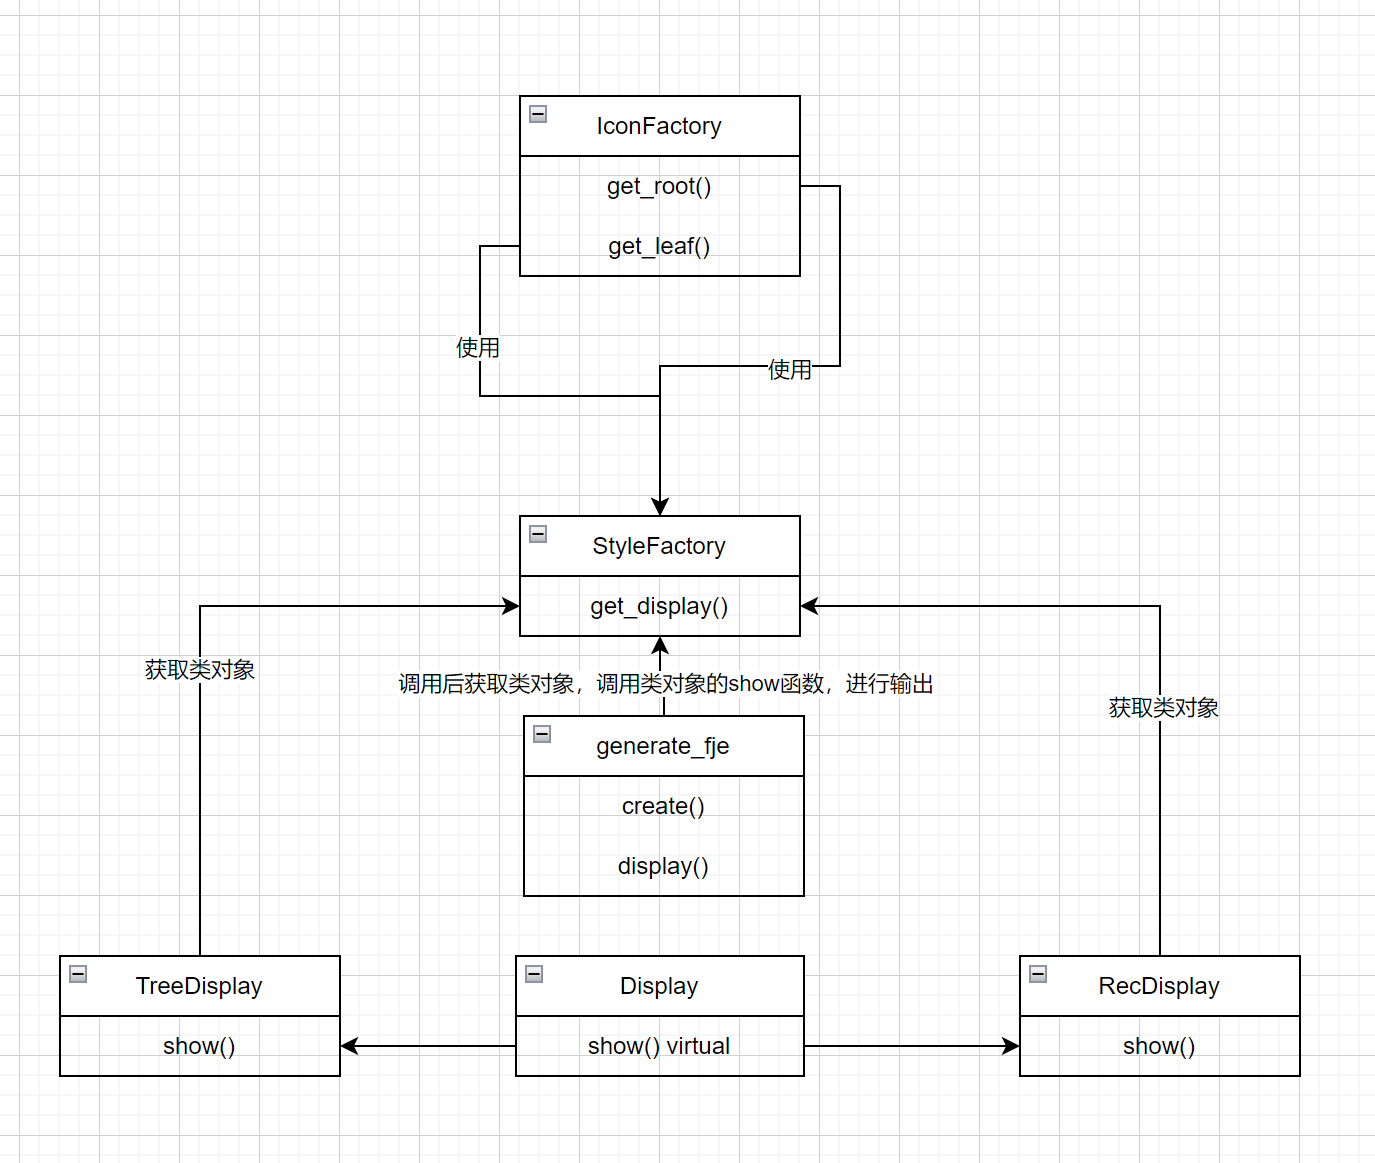 IconFactory
get_root()
get_leaf()
使用
使用
StyleFactory
get_display()
获取类对象
调用后获取类对象，调用类对象的show函数，进行输出
获取类对象
generate_fje
create()
display()
TreeDisplay
Display
RecDisplay
show()
show() virtual
show()